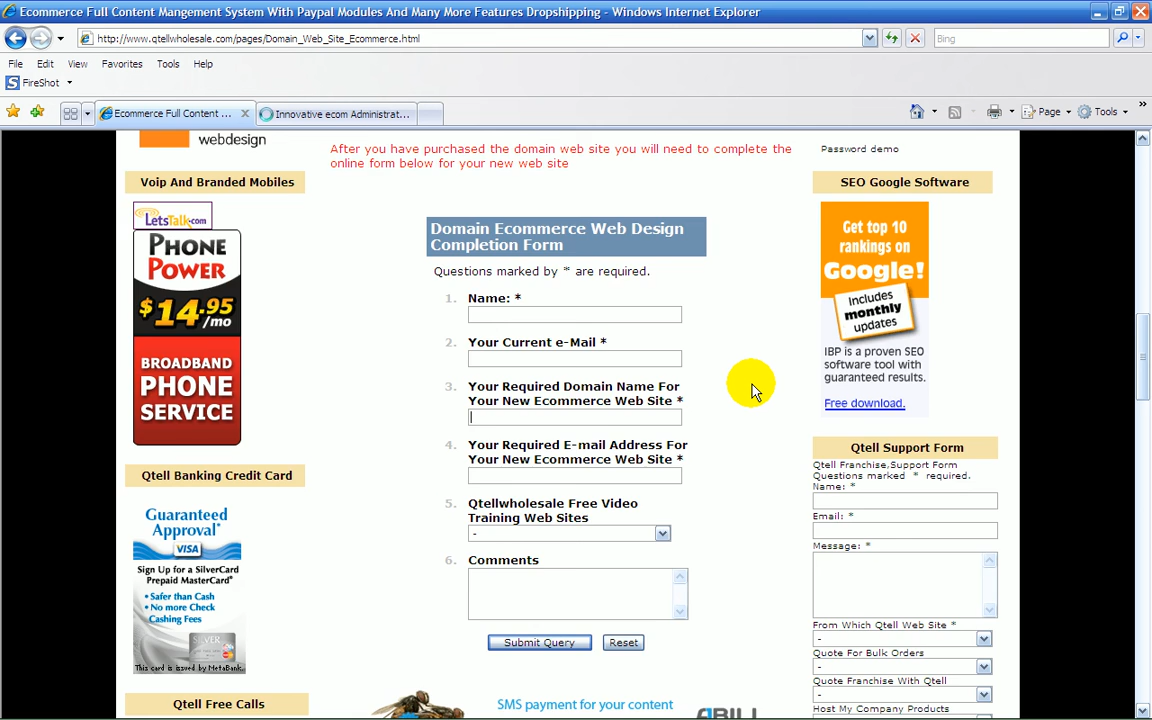 Ecommerce Full Content Mangement System With Paypal Modules And Many More Features Dropshipping - Windows Internet Explorer
http://www.qtellwholesale.com/pages/Domain_Web_Site_Ecommerce.html
Bing
File Edit View Favorites Tools Help
FireShot
Ecommerce Full Content ...
Innovative ecom Administrat...
Page
Tools
webdesign
Voip And Branded Mobiles
LetsTalk.com
PHONE
POWER
$14.95
/mo
BROADBAND
PHONE
SERVICE
Qtell Banking Credit Card
Guaranteed
Approval*
VISA
Sign Up for a SilverCard
Prepaid MasterCard®
• Safer than Cash
• No more Check
Cashing Fees
SILVER
This card is issued by MetaBank.
Qtell Free Calls
After you have purchased the domain web site you will need to complete the
online form below for your new web site
Domain Ecommerce Web Design
Completion Form
Questions marked by * are required.
1. Name: *
2. Your Current e-Mail *
3. Your Required Domain Name For
Your New Ecommerce Web Site *
4. Your Required E-mail Address For
Your New Ecommerce Web Site *
5. Qtellwholesale Free Video
Training Web Sites
-
6. Comments
Submit Query Reset
SMS payment for your content
Password demo
SEO Google Software
Get top 10
rankings on
Google!
Includes
monthly
updates
IBP is a proven SEO
software tool with
guaranteed results.
Free download.
Qtell Support Form
Qtell Franchise,Support Form
Questions marked * required.
Name: *
Email: *
Message: *
From Which Qtell Web Site *
-
Quote For Bulk Orders
-
Quote Franchise With Qtell
-
Host My Company Products